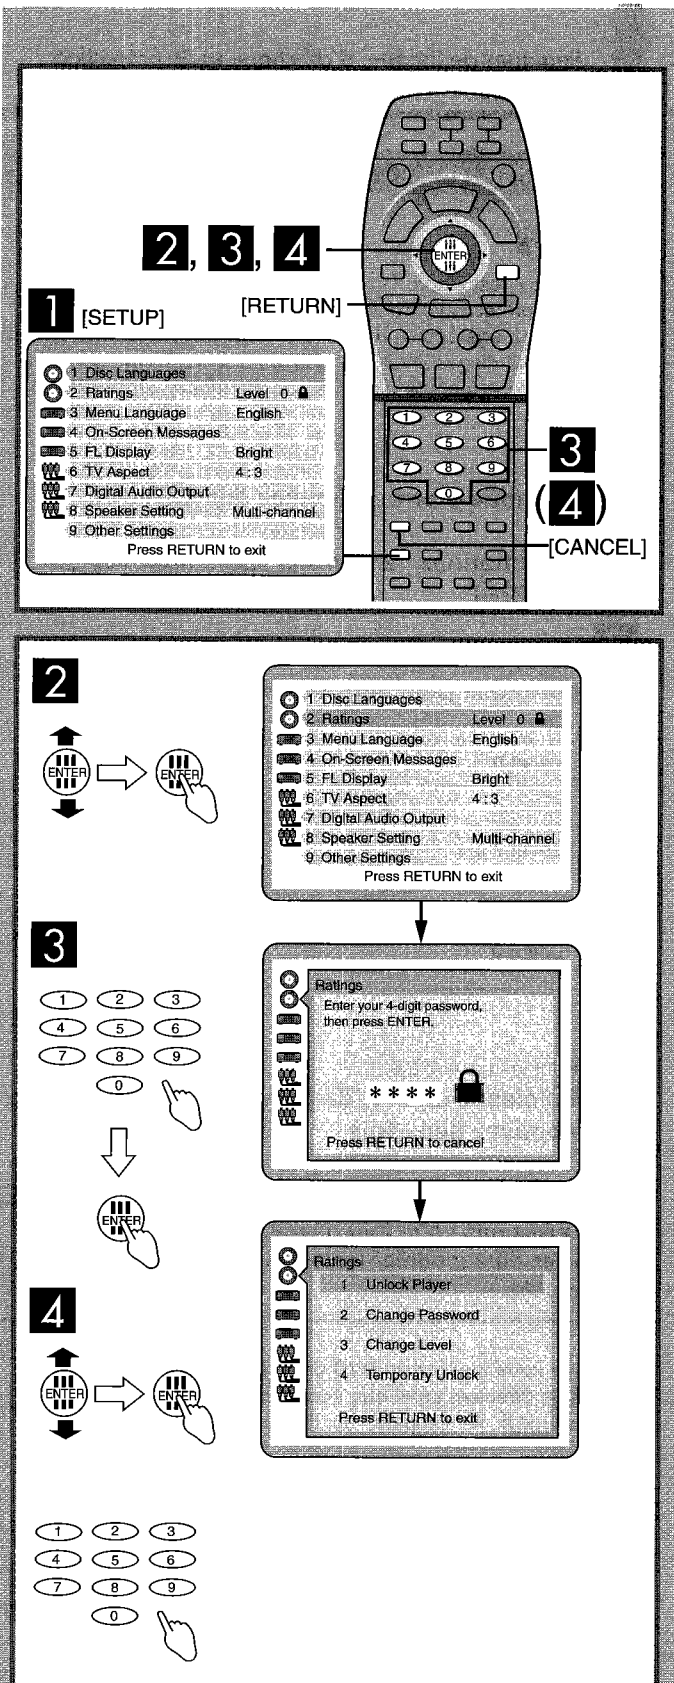 2, 3, 4
ENTER
1 [SETUP]
[RETURN]
1 Disc Languages
2 Ratings Level 0
3 Menu Language English
4 On-Screen Messages
5 FL Display Bright
6 TV Aspect 4:3
7 Digital Audio Output
8 Speaker Setting Multi-channel
9 Other Settings
Press RETURN to exit
1 2 3
4 5 6
7 8 9
0
3
(4)
[CANCEL]
2
ENTER ENTER
1 Disc Languages
2 Ratings Level 0
3 Menu Language English
4 On-Screen Messages
5 FL Display Bright
6 TV Aspect 4:3
7 Digital Audio Output
8 Speaker Setting Multi-channel
9 Other Settings
Press RETURN to exit
3
1 2 3
4 5 6
7 8 9
0
ENTER
Ratings
Enter your 4-digit password,
then press ENTER.
* * * *
Press RETURN to cancel
4
ENTER ENTER
Ratings
1 Unlock Player
2 Change Password
3 Change Level
4 Temporary Unlock
Press RETURN to exit
1 2 3
4 5 6
7 8 9
0